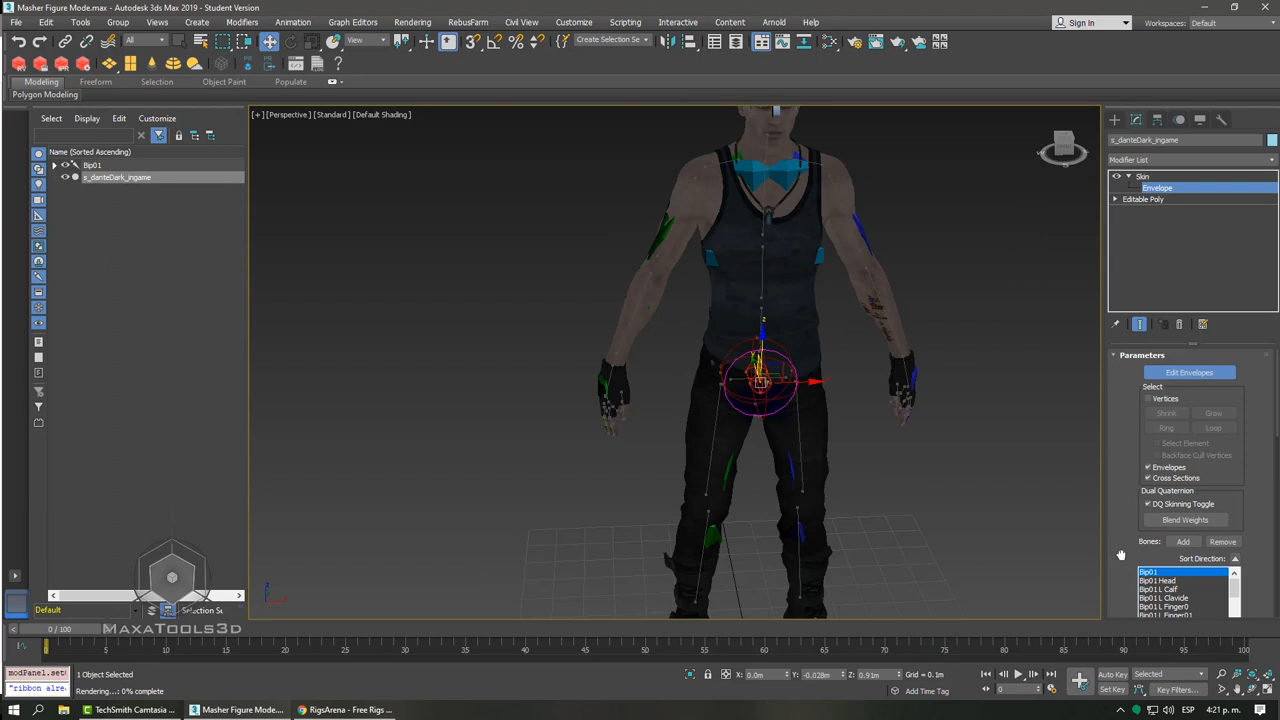 Masher Figure Mode.max - Autodesk 3ds Max 2019 - Student Version
File Edit Tools Group Views Create Modifiers Animation Graph Editors Rendering RebusFarm Civil View Customize Scripting Interactive Content Arnold Help
Sign In
Workspaces: Default
All
View
Create Selection Se
Modeling Freeform Selection Object Paint Populate
Polygon Modeling
Select Display Edit Customize
Name (Sorted Ascending)
Bip01
s_danteDark_ingame
[+] [Perspective] [Standard] [Default Shading]
s_danteDark_ingame
Modifier List
Skin
Envelope
Editable Poly
Parameters
Edit Envelopes
Select
Vertices
Shrink Grow
Ring Loop
Select Element
Backface Cull Vertices
Envelopes
Cross Sections
Dual Quaternion
DQ Skinning Toggle
Blend Weights
Bones: Add Remove
Sort Direction:
Bip01
Bip01 Head
Bip01 L Calf
Bip01 L Clavicle
Bip01 L Finger0
Bip01 L Finger01
Default
Selection Se
0 / 100
MAXATOOLS3D
0 5 10 15 20 25 30 35 40 45 50 55 60 65 70 75 80 85 90 95 100
modPanel.set(
"ribbon alre
1 Object Selected
Rendering...: 0% complete
X: 0.0m Y: -0.028m Z: 0.91m Grid = 0.1m
Add Time Tag
0
Auto Key Selected
Set Key Key Filters...
TechSmith Camtasia Masher Figure Mode.... RigsArena - Free Rigs ...
ESP 4:21 p. m.